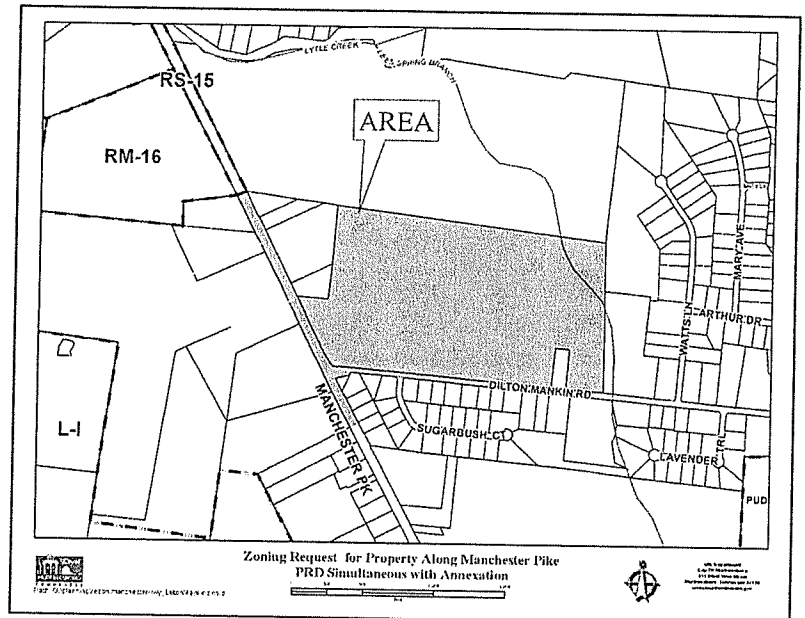 LYTLE CREEK
LEES SPRING BRANCH
RS-15
AREA
RM-16
MARY AVE
WATTS LN
ARTHUR DR
DILTON MANKIN RD
MANCHESTER PK
SUGARBUSH CT
LAVENDER TRL
L-I
PUD
Zoning Request for Property Along Manchester Pike
PRD Simultaneous with Annexation